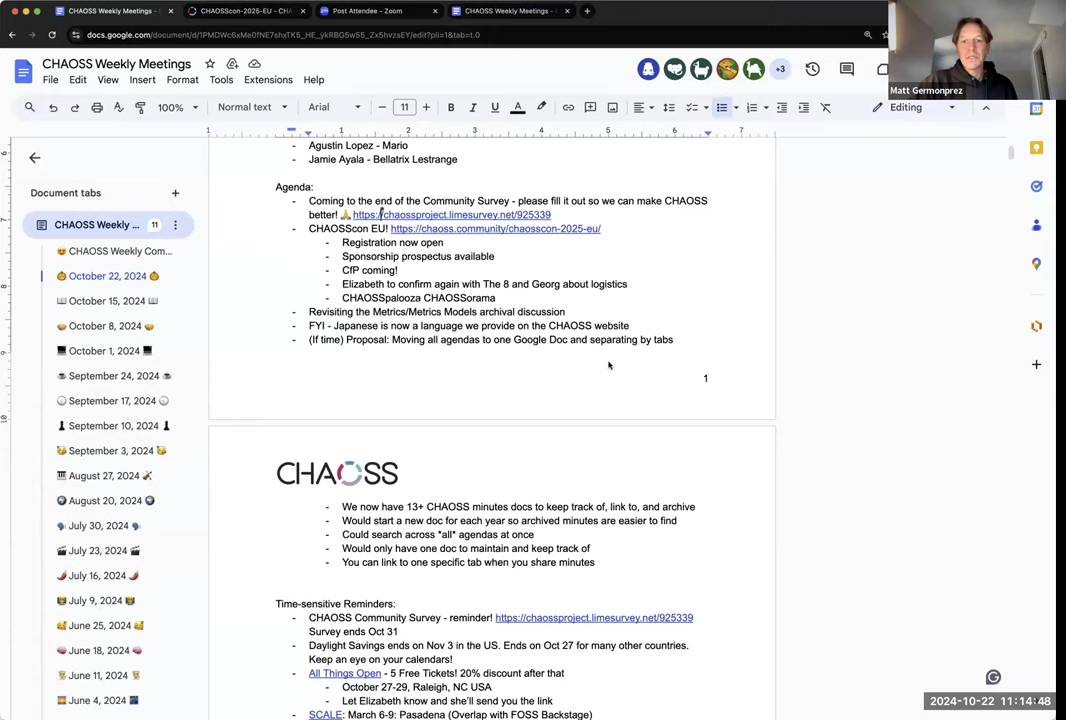 CHAOSS Weekly Meetings -
CHAOSScon-2025-EU - CHA
Post Attendee - Zoom
CHAOSS Weekly Meetings -
docs.google.com/document/d/1PMDWc6xMe0fNE7shxTK5_HE_ykRBG5w55_Zx5hvzsEY/edit?pli=1&tab=t.0
CHAOSS Weekly Meetings
File Edit View Insert Format Tools Extensions Help
+3
Matt Germonprez
100% Normal text Arial 11 Editing
1 1 2 3 4 5 6 7
Document tabs
CHAOSS Weekly ... 11
😍 CHAOSS Weekly Com...
🎃 October 22, 2024 🎃
📖 October 15, 2024 📖
October 8, 2024
October 1, 2024
☕ September 24, 2024 ☕
September 17, 2024
♟ September 10, 2024 ♟
🥳 September 3, 2024 🥳
🎹 August 27, 2024 🎻
🌍 August 20, 2024 🌍
🗣 July 30, 2024 🗣
🎬 July 23, 2024 🎬
🌶 July 16, 2024 🌶
July 9, 2024
🥰 June 25, 2024 🥰
🧠 June 18, 2024 🧠
June 11, 2024
June 4, 2024
- Agustin Lopez - Mario
- Jamie Ayala - Bellatrix Lestrange
Agenda:
- Coming to the end of the Community Survey - please fill it out so we can make CHAOSS
better! 🙏 https://chaossproject.limesurvey.net/925339
- CHAOSScon EU! https://chaoss.community/chaosscon-2025-eu/
- Registration now open
- Sponsorship prospectus available
- CfP coming!
- Elizabeth to confirm again with The 8 and Georg about logistics
- CHAOSSpalooza CHAOSSorama
- Revisiting the Metrics/Metrics Models archival discussion
- FYI - Japanese is now a language we provide on the CHAOSS website
- (If time) Proposal: Moving all agendas to one Google Doc and separating by tabs
1
CHAOSS
- We now have 13+ CHAOSS minutes docs to keep track of, link to, and archive
- Would start a new doc for each year so archived minutes are easier to find
- Could search across *all* agendas at once
- Would only have one doc to maintain and keep track of
- You can link to one specific tab when you share minutes
Time-sensitive Reminders:
- CHAOSS Community Survey - reminder! https://chaossproject.limesurvey.net/925339
Survey ends Oct 31
- Daylight Savings ends on Nov 3 in the US. Ends on Oct 27 for many other countries.
Keep an eye on your calendars!
- All Things Open - 5 Free Tickets! 20% discount after that
- October 27-29, Raleigh, NC USA
- Let Elizabeth know and she'll send you the link
- SCALE: March 6-9: Pasadena (Overlap with FOSS Backstage)
2024-10-22 11:14:48